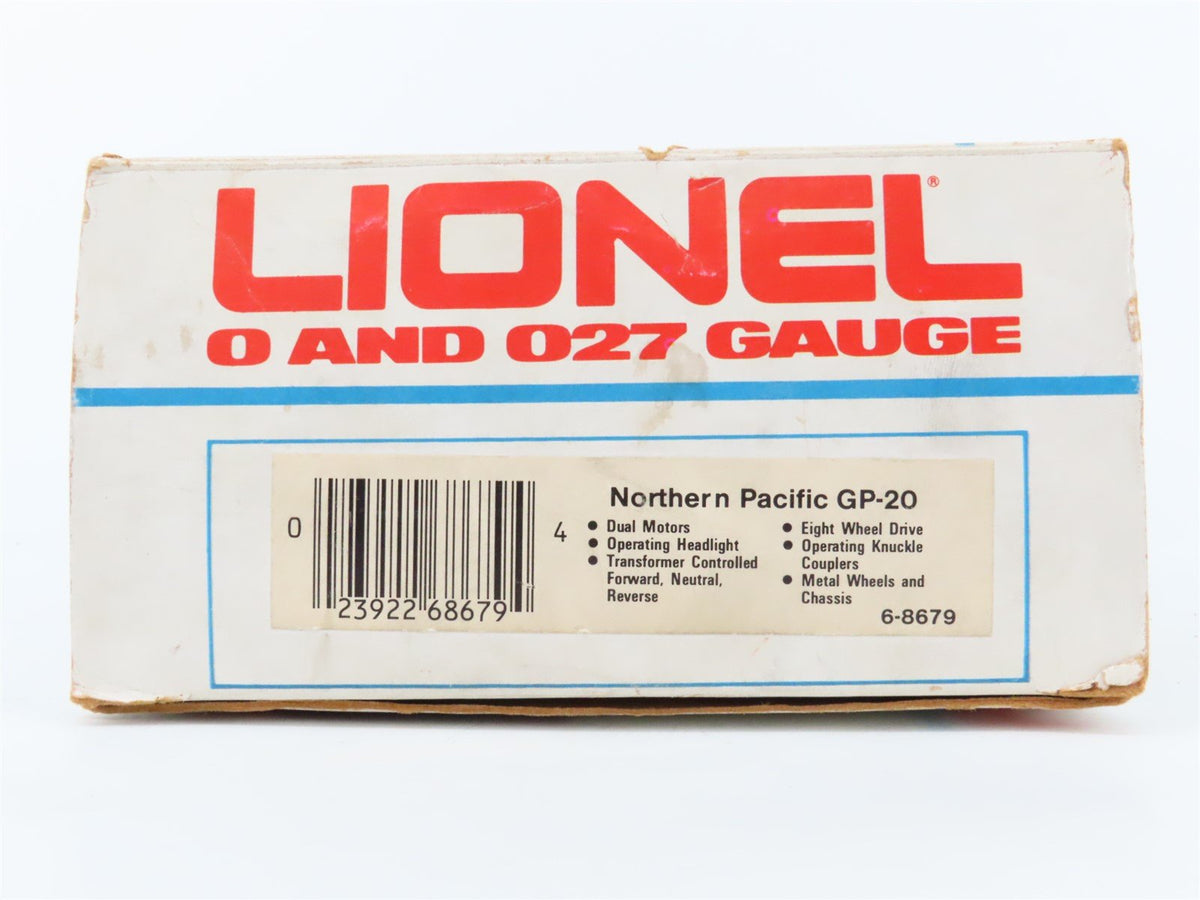 LIONEL®
O AND O27 GAUGE
Northern Pacific GP-20
• Dual Motors
• Operating Headlight
• Transformer Controlled
Forward, Neutral,
Reverse
• Eight Wheel Drive
• Operating Knuckle
Couplers
• Metal Wheels and
Chassis
6-8679
0 23922 68679 4